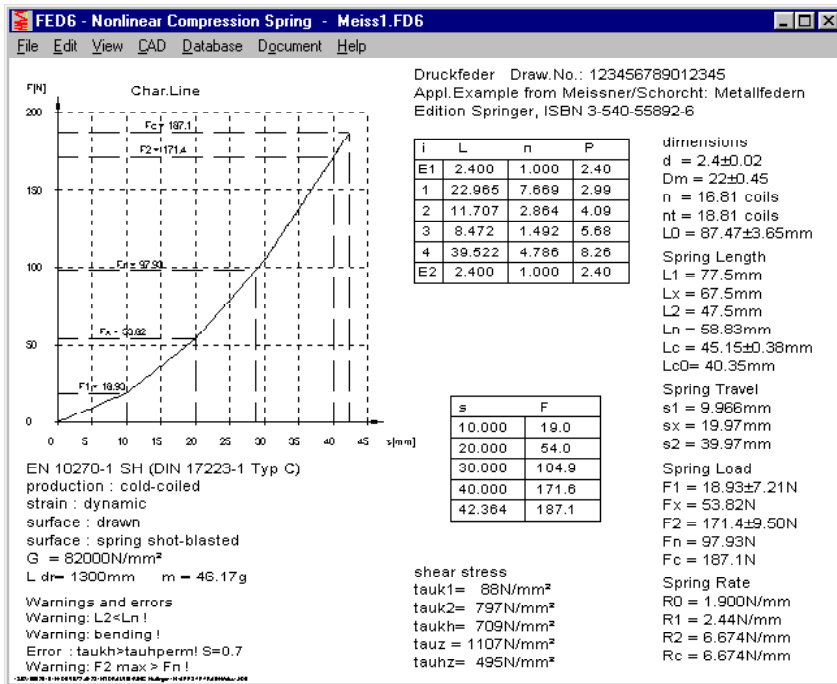 FED6 - Nonlinear Compression Spring - Meiss1.FD6
File Edit View CAD Database Document Help
Druckfeder Draw.No.: 123456789012345
Appl.Example from Meissner/Schorcht: Metallfedern
Edition Springer, ISBN 3-540-55892-6
F[N]
Char.Line
200
Fc = 187.1
F2 = 171.4
150
100
Fn = 97.93
50
F1 = 18.93
0
0 5 10 15 20 25 30 35 40 45 s[mm]
i L n P
E1 2.400 1.000 2.40
1 22.965 7.669 2.99
2 11.707 2.864 4.09
3 8.472 1.492 5.68
4 39.522 4.786 8.26
E2 2.400 1.000 2.40
s F
10.000 19.0
20.000 54.0
30.000 104.9
40.000 171.6
42.364 187.1
dimensions
d = 2.4±0.02
Dm = 22±0.45
n = 16.81 coils
nt = 18.81 coils
L0 = 87.47±3.65mm
Spring Length
L1 = 77.5mm
Lx = 67.5mm
L2 = 47.5mm
Ln = 58.83mm
Lc = 45.15±0.38mm
Lc0= 40.35mm
Spring Travel
s1 = 9.966mm
sx = 19.97mm
s2 = 39.97mm
Spring Load
F1 = 18.93±7.21N
Fx = 53.82N
F2 = 171.4±9.50N
Fn = 97.93N
Fc = 187.1N
Spring Rate
R0 = 1.900N/mm
R1 = 2.44N/mm
R2 = 6.674N/mm
Rc = 6.674N/mm
EN 10270-1 SH (DIN 17223-1 Typ C)
production : cold-coiled
strain : dynamic
surface : drawn
surface : spring shot-blasted
G = 82000N/mm²
L dr= 1300mm m = 46.17g
Warnings and errors
Warning: L2<Ln !
Warning: bending !
Error : taukh>tauhperm! S=0.7
Warning: F2 max > Fn !
shear stress
tauk1= 88N/mm²
tauk2= 797N/mm²
taukh= 709N/mm²
tauz = 1107N/mm²
tauhz= 495N/mm²